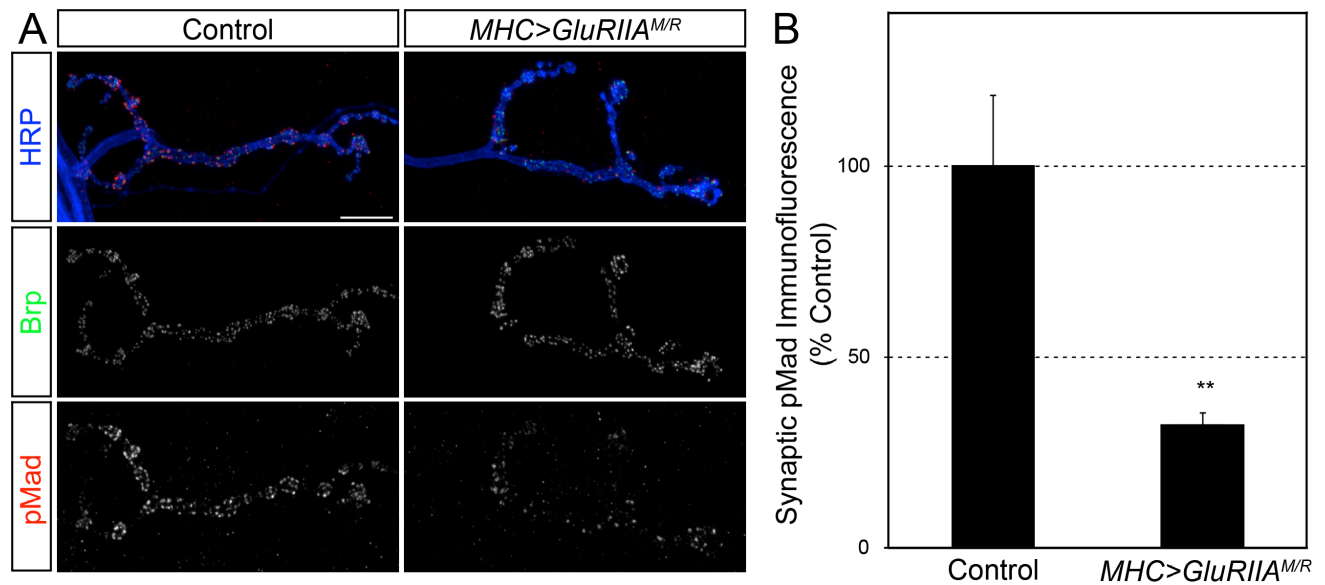 A
Control
MHC>GluRIIA^M/R
HRP
Brp
pMad
B
Synaptic pMad Immunofluorescence
(% Control)
100
50
0
**
Control
MHC>GluRIIA^M/R